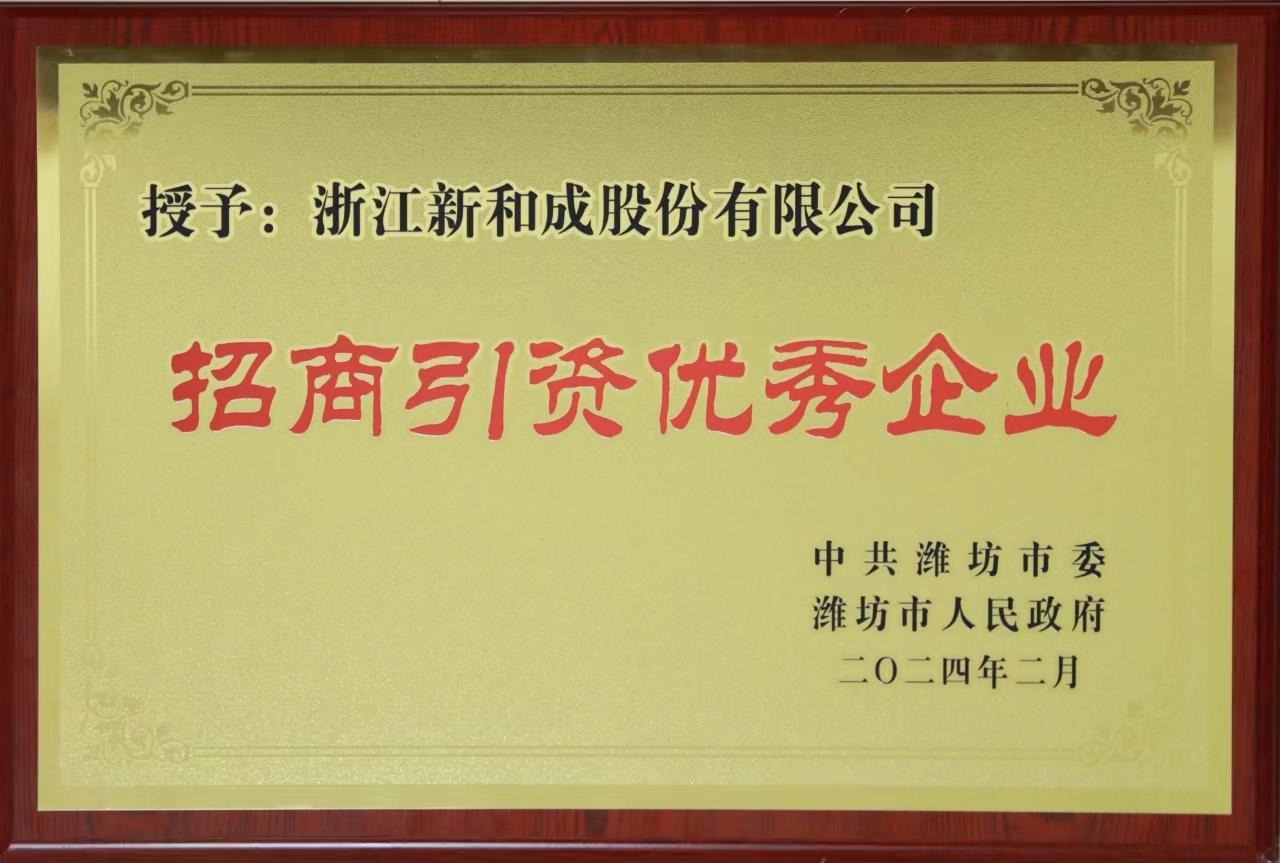 授予：浙江新和成股份有限公司
招商引资优秀企业
中共潍坊市委
潍坊市人民政府
二〇二四年二月